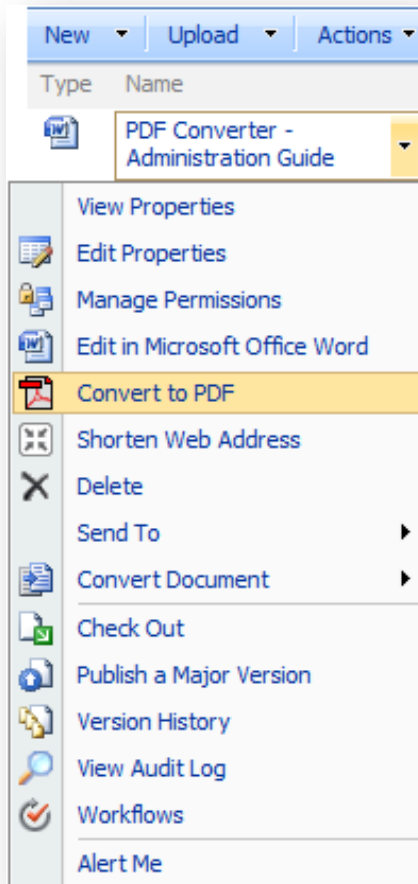 New Upload Actions
Type Name
PDF Converter -
Administration Guide
View Properties
Edit Properties
Manage Permissions
Edit in Microsoft Office Word
Convert to PDF
Shorten Web Address
Delete
Send To
Convert Document
Check Out
Publish a Major Version
Version History
View Audit Log
Workflows
Alert Me